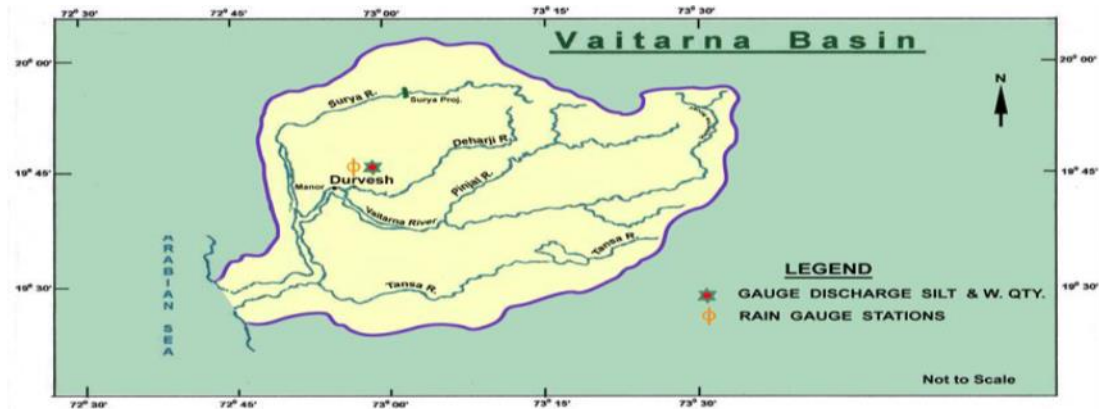 72° 30' 72° 45' 73° 00' 73° 15' 73° 30'
Vaitarna Basin
20° 00' 20° 00'
N
Surya R.
Surya Proj.
Deharji R.
19° 45' 19° 45'
Manor Durvesh
Pinjal R.
Vaitarna River
Tansa R.
ARABIAN SEA
19° 30' 19° 30'
Tansa R.
LEGEND
GAUGE DISCHARGE SILT & W. QTY.
RAIN GAUGE STATIONS
Not to Scale
72° 30' 72° 45' 73° 00' 73° 15' 73° 30'